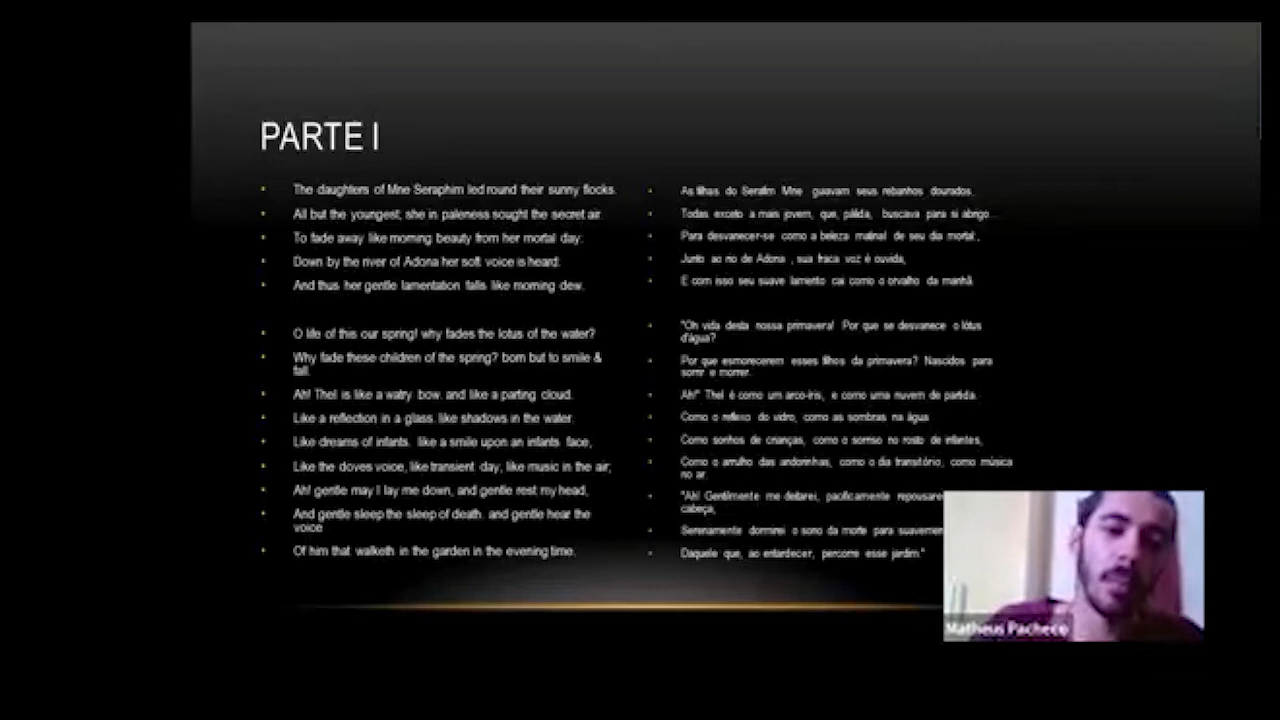 PARTE I
The daughters of Mne Seraphim led round their sunny flocks.
All but the youngest; she in paleness sought the secret air.
To fade away like morning beauty from her mortal day:
Down by the river of Adona her soft voice is heard:
And thus her gentle lamentation falls like morning dew.
O life of this our spring! why fades the lotus of the water?
Why fade these children of the spring? born but to smile &
fall.
Ah! Thel is like a watry bow. and like a parting cloud.
Like a reflection in a glass. like shadows in the water.
Like dreams of infants. like a smile upon an infants face,
Like the doves voice, like transient day, like music in the air;
Ah! gentle may I lay me down, and gentle rest my head,
And gentle sleep the sleep of death. and gentle hear the
voice
Of him that walketh in the garden in the evening time.
As filhas do Serafim Mne guiavam seus rebanhos dourados.
Todas exceto a mais jovem, que, pálida, buscava para si abrigo...
Para desvanecer-se como a beleza matinal de seu dia mortal;,
Junto ao rio de Adona , sua fraca voz é ouvida,
E com isso seu suave lamento cai como o orvalho da manhã.
"Oh vida desta nossa primavera! Por que se desvanece o lótus
d'água?
Por que esmorecerem esses filhos da primavera? Nascidos para
sorrir e morrer.
Ah!" Thel é como um arco-íris, e como uma nuvem de partida.
Como o reflexo do vidro, como as sombras na água
Como sonhos de crianças, como o sorriso no rosto de infantes,
Como o arrulho das andorinhas, como o dia transitório, como música
no ar.
"Ah! Gentilmente me deitarei, pacificamente
cabeça,
Serenamente dormirei o sono da morte para
Daquele que, ao entardecer, percorre esse jardim."
Matheus Pacheco